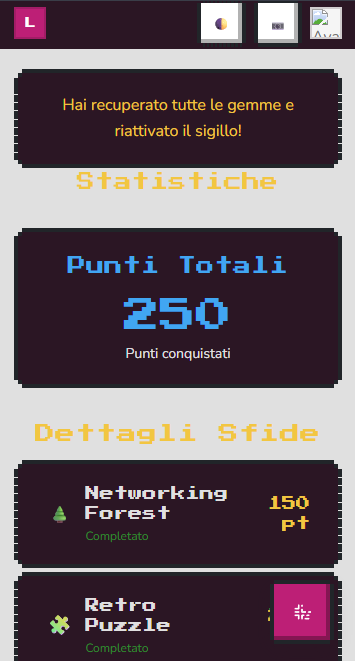 L
Hai recuperato tutte le gemme e
riattivato il sigillo!
Statistiche
Punti Totali
250
Punti conquistati
Dettagli Sfide
Networking
Forest
150
pt
Completato
Retro
Puzzle
Completato